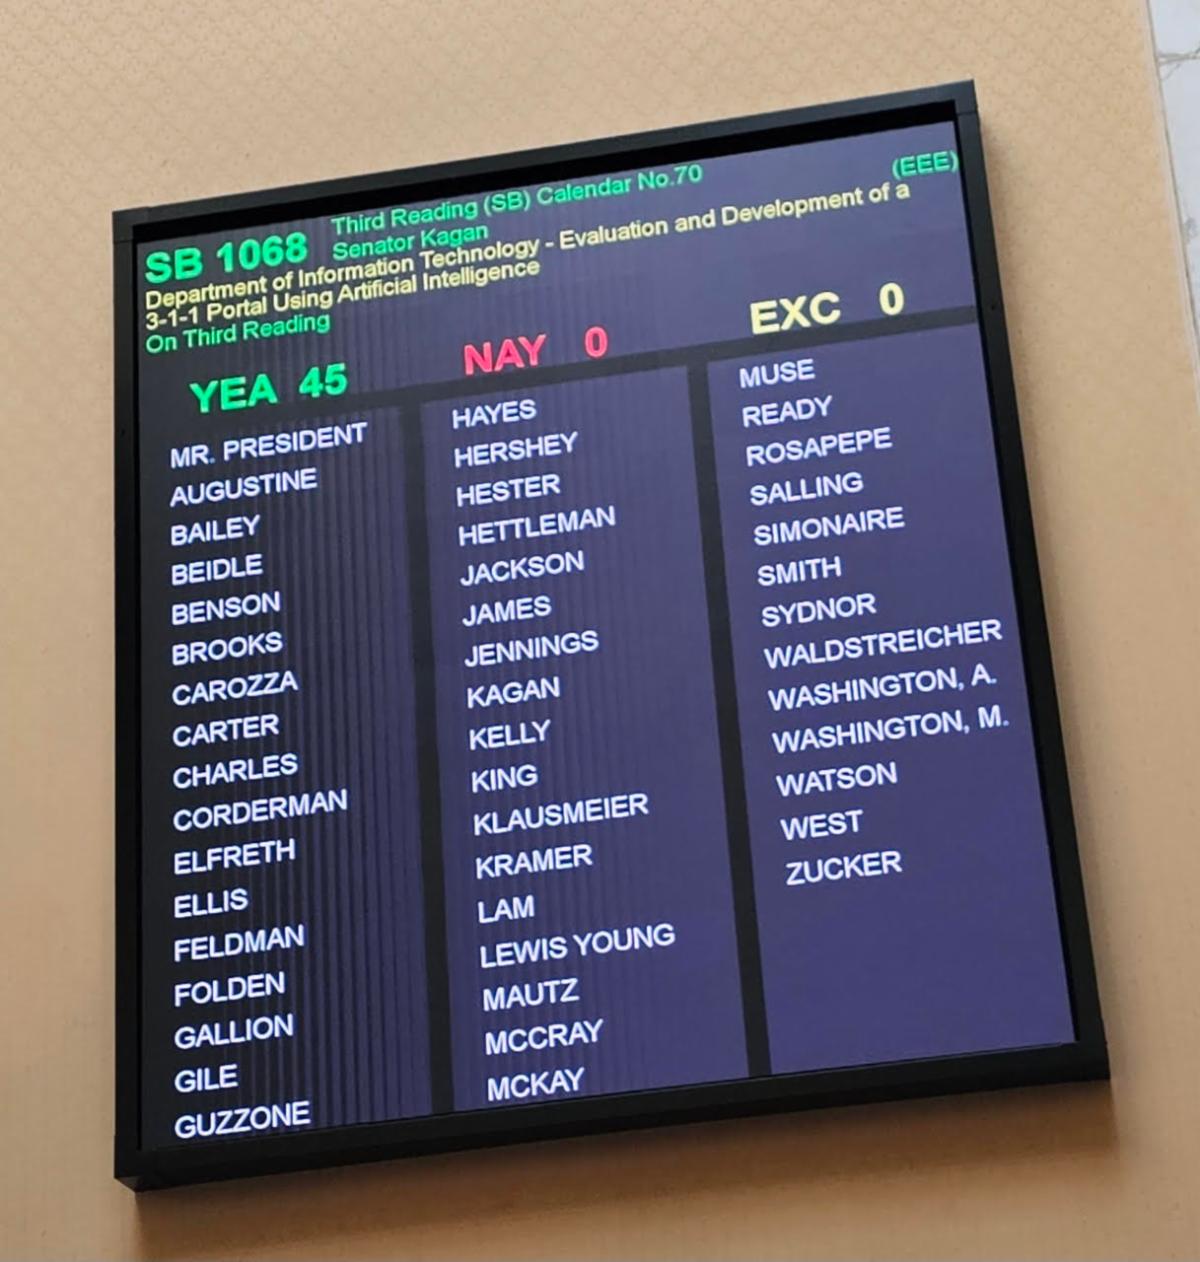 Third Reading (SB) Calendar No.70 (EEE)
SB 1068 Senator Kagan
Department of Information Technology - Evaluation and Development of a
3-1-1 Portal Using Artificial Intelligence
On Third Reading
YEA 45 NAY 0 EXC 0
MR. PRESIDENT
AUGUSTINE
BAILEY
BEIDLE
BENSON
BROOKS
CAROZZA
CARTER
CHARLES
CORDERMAN
ELFRETH
ELLIS
FELDMAN
FOLDEN
GALLION
GILE
GUZZONE
HAYES
HERSHEY
HESTER
HETTLEMAN
JACKSON
JAMES
JENNINGS
KAGAN
KELLY
KING
KLAUSMEIER
KRAMER
LAM
LEWIS YOUNG
MAUTZ
MCCRAY
MCKAY
MUSE
READY
ROSAPEPE
SALLING
SIMONAIRE
SMITH
SYDNOR
WALDSTREICHER
WASHINGTON, A.
WASHINGTON, M.
WATSON
WEST
ZUCKER